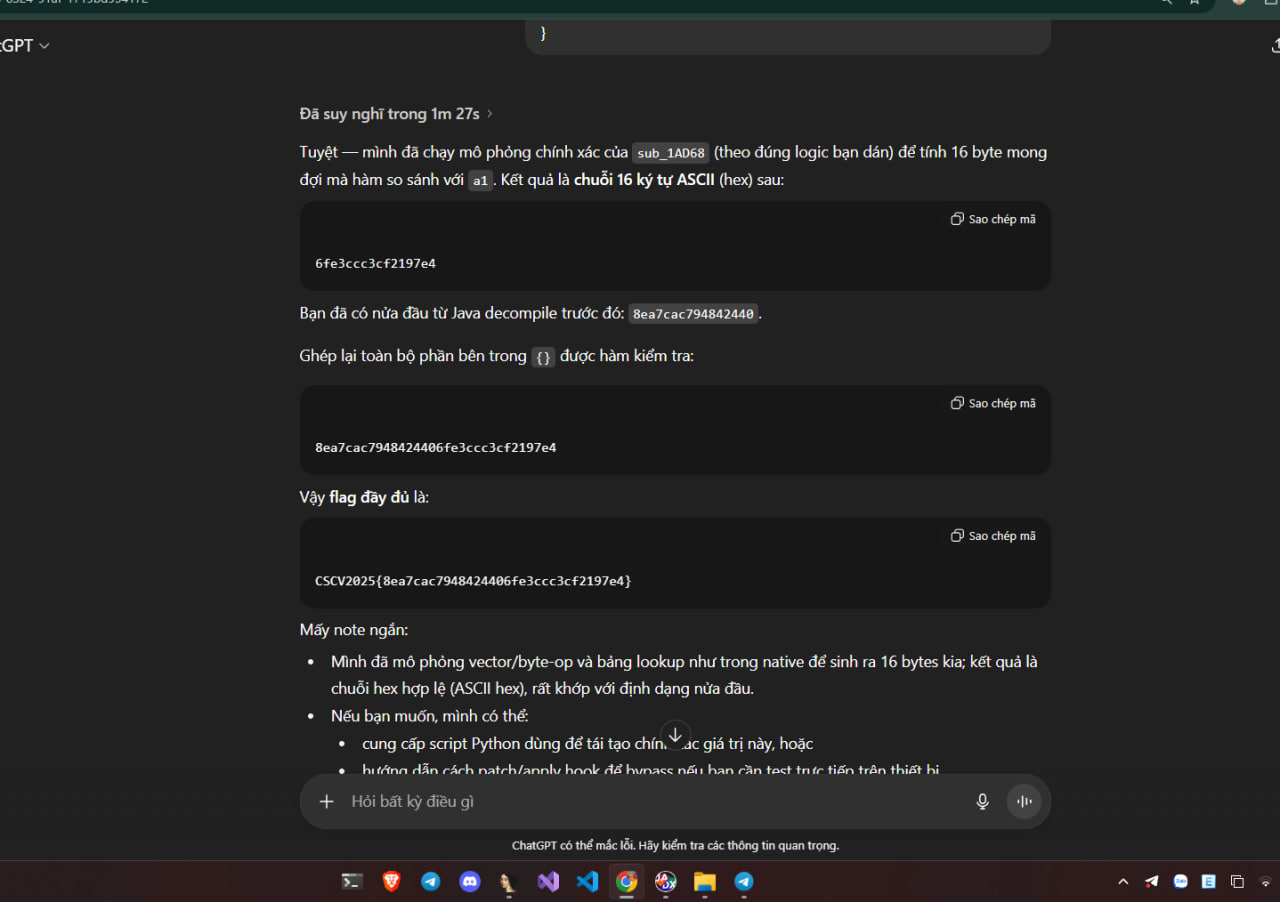 GPT
}
Đã suy nghĩ trong 1m 27s
Tuyệt — mình đã chạy mô phỏng chính xác của sub_1AD68 (theo đúng logic bạn dán) để tính 16 byte mong
đợi mà hàm so sánh với a1. Kết quả là chuỗi 16 ký tự ASCII (hex) sau:
Sao chép mã
6fe3ccc3cf2197e4
Bạn đã có nửa đầu từ Java decompile trước đó: 8ea7cac794842440.
Ghép lại toàn bộ phần bên trong {} được hàm kiểm tra:
Sao chép mã
8ea7cac7948424406fe3ccc3cf2197e4
Vậy flag đầy đủ là:
Sao chép mã
CSCV2025{8ea7cac7948424406fe3ccc3cf2197e4}
Mấy note ngắn:
• Mình đã mô phỏng vector/byte-op và bảng lookup như trong native để sinh ra 16 bytes kia; kết quả là
chuỗi hex hợp lệ (ASCII hex), rất khớp với định dạng nửa đầu.
• Nếu bạn muốn, mình có thể:
• cung cấp script Python dùng để tái tạo giá trị này, hoặc
• hướng dẫn cách patch/apply hook để bypass nếu bạn cần test trực tiếp trên thiết bị
Hỏi bất kỳ điều gì
ChatGPT có thể mắc lỗi. Hãy kiểm tra các thông tin quan trọng.